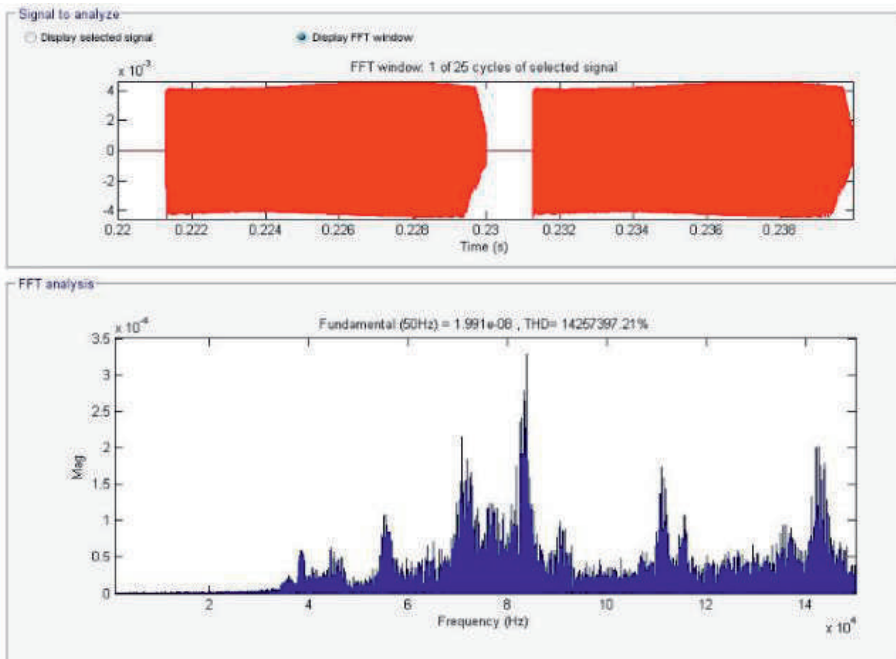 Signal to analyze
Display selected signal Display FFT window
FFT window: 1 of 25 cycles of selected signal
x 10⁻³
4
2
0
-2
-4
0.22 0.222 0.224 0.226 0.228 0.23 0.232 0.234 0.236 0.238
Time (s)
FFT analysis
Fundamental (50Hz) = 1.991e-08 , THD= 14257397.21%
x 10⁻⁴
3.5
3
2.5
2
1.5
1
0.5
0
Mag
2 4 6 8 10 12 14
Frequency (Hz)
x 10⁴